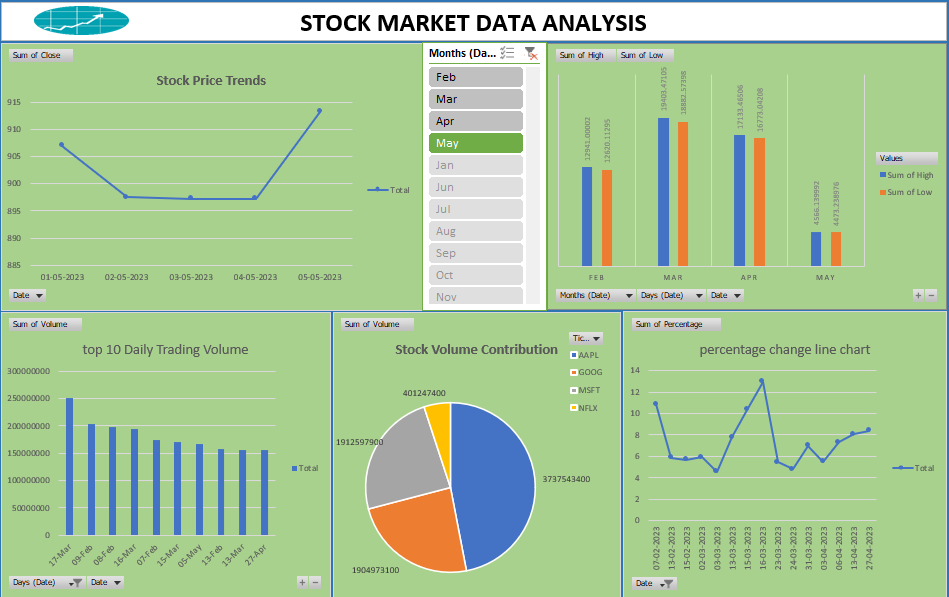 STOCK MARKET DATA ANALYSIS
Sum of Close
Stock Price Trends
915
910
905
900
895
890
885
01-05-2023 02-05-2023 03-05-2023 04-05-2023 05-05-2023
Total
Date
Months (Da...
Feb
Mar
Apr
May
Jan
Jun
Jul
Aug
Sep
Oct
Nov
Sum of High Sum of Low
12941.00002
12620.11295
19403.47105
18882.57398
17133.46506
16773.04208
4566.139992
4473.238976
FEB MAR APR MAY
Values
Sum of High
Sum of Low
Months (Date) Days (Date) Date
+ −
Sum of Volume
top 10 Daily Trading Volume
300000000
250000000
200000000
150000000
100000000
50000000
0
17-Mar 09-Feb 08-Feb 16-Mar 07-Feb 15-Mar 05-May 13-Feb 13-Mar 27-Apr
Total
Days (Date) Date
+ −
Sum of Volume
Stock Volume Contribution
Tic...
AAPL
GOOG
MSFT
NFLX
401247400
1912597900
3737543400
1904973100
Sum of Percentage
percentage change line chart
14
12
10
8
6
4
2
0
07-02-2023 13-02-2023 15-02-2023 02-03-2023 03-03-2023 13-03-2023 15-03-2023 16-03-2023 23-03-2023 24-03-2023 31-03-2023 03-04-2023 06-04-2023 13-04-2023 27-04-2023
Total
Date